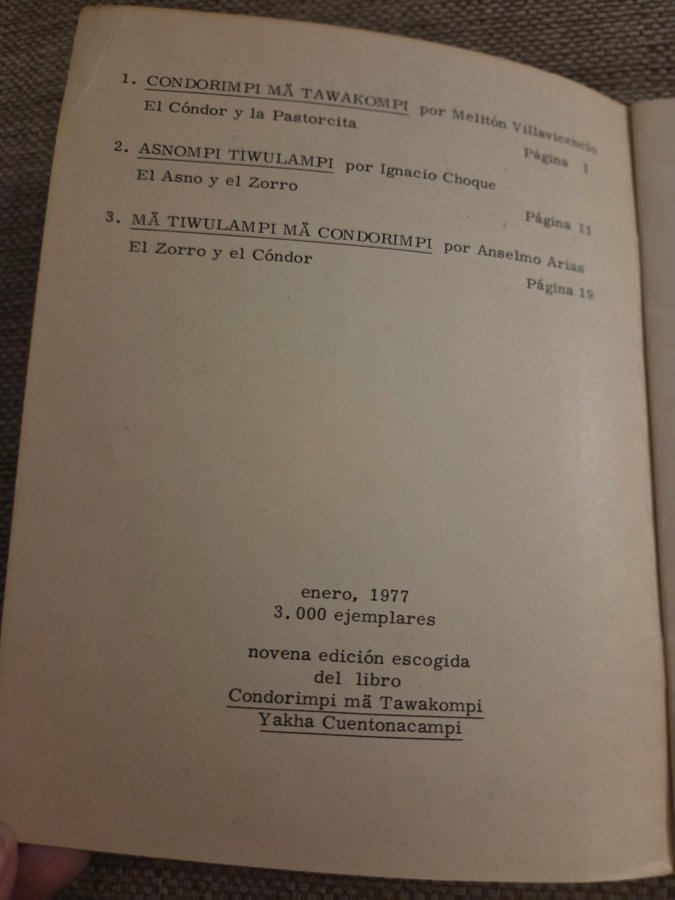 1. CONDORIMPI MÄ TAWAKOMPI por Melitón Villavicencio
El Cóndor y la Pastorcita
Página 1
2. ASNOMPI TIWULAMPI por Ignacio Choque
El Asno y el Zorro
Página 11
3. MÄ TIWULAMPI MÄ CONDORIMPI por Anselmo Arias
El Zorro y el Cóndor
Página 19
enero, 1977
3.000 ejemplares
novena edición escogida
del libro
Condorimpi mä Tawakompi
Yakha Cuentonacampi